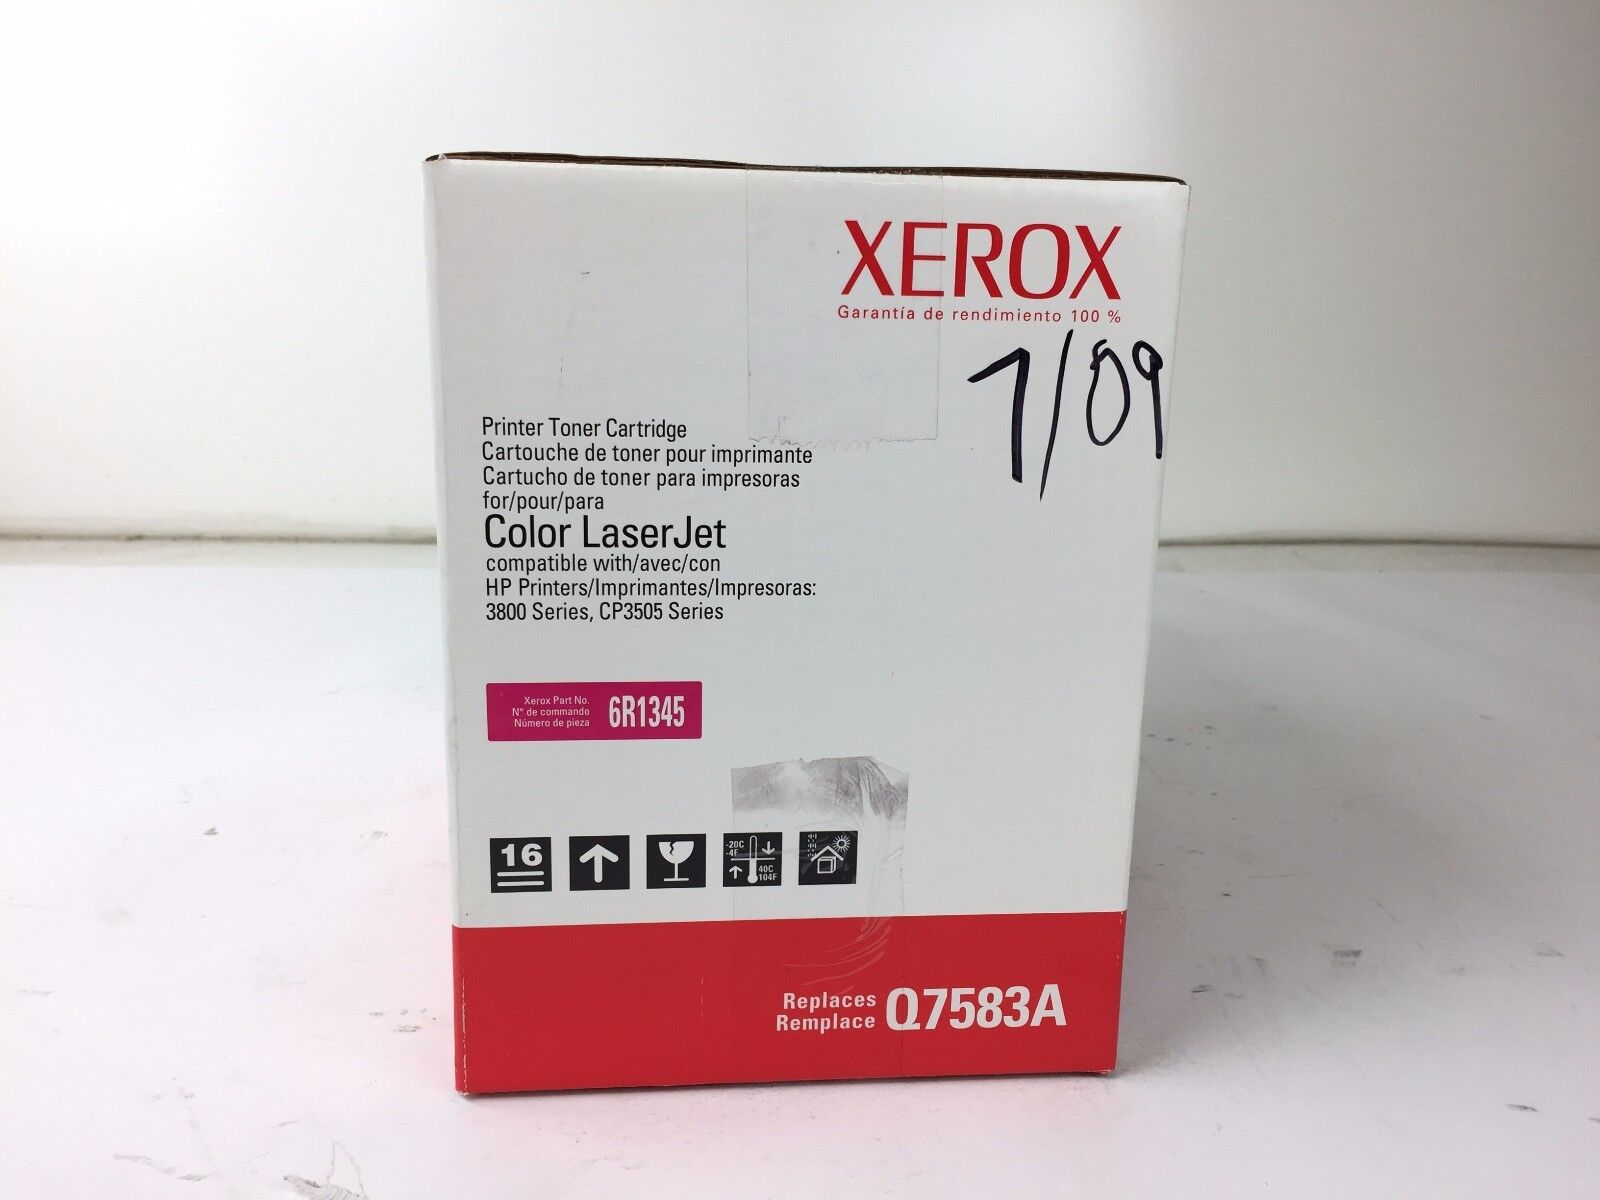 XEROX
Garantía de rendimiento 100 %
7/09
Printer Toner Cartridge
Cartouche de toner pour imprimante
Cartucho de toner para impresoras
for/pour/para
Color LaserJet
compatible with/avec/con
HP Printers/Imprimantes/Impresoras:
3800 Series, CP3505 Series
Xerox Part No.
N° de commande
Número de pieza
6R1345
16
-20C
-4F
40C
104F
Replaces
Remplace
Q7583A